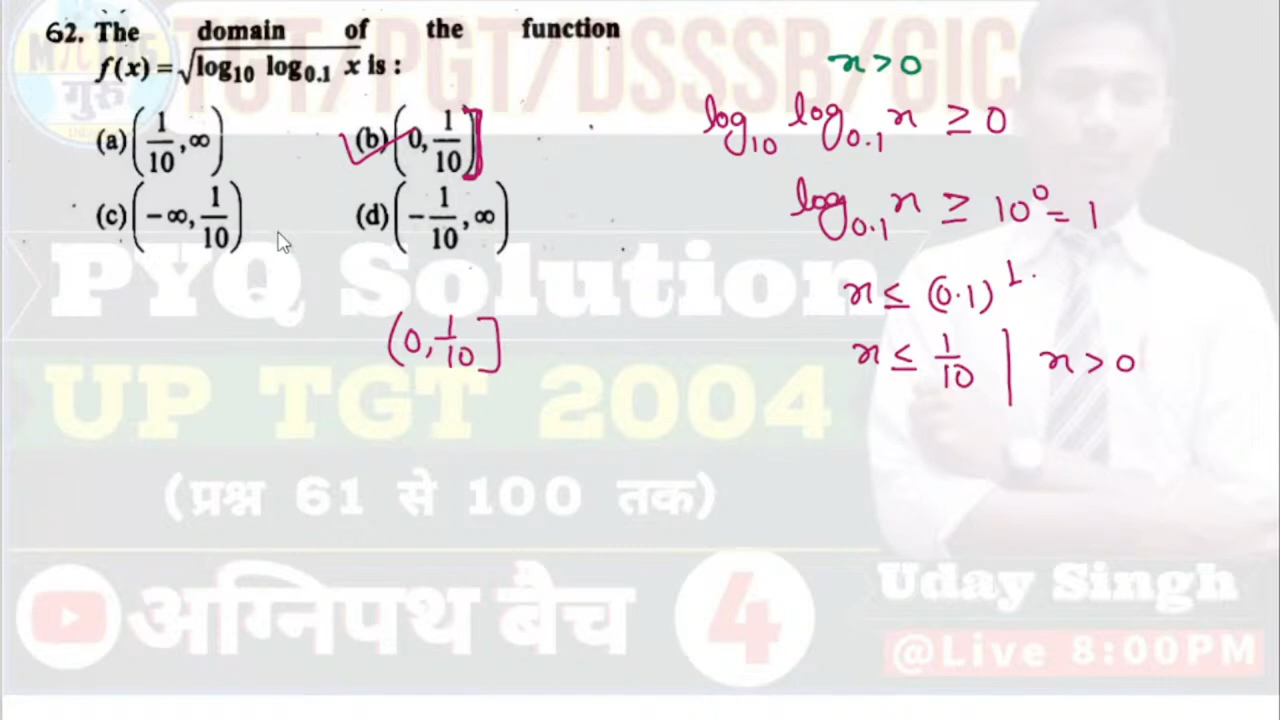 62. The domain of the function
f(x) = √(log₁₀ log₀.₁ x) is :
(a) (1/10, ∞) (b) (0, 1/10]
(c) (−∞, 1/10) (d) (−1/10, ∞)
(0, 1/10]
x > 0
log₁₀ log₀.₁ x ≥ 0
log₀.₁ x ≥ 10⁰ = 1
x ≤ (0.1)¹
x ≤ 1/10 | x > 0
TGT/PGT/DSSSB/GIC
गुरु
PYQ Solution
UP TGT 2004
(प्रश्न 61 से 100 तक)
अग्निपथ बैच 4
Uday Singh
@Live 8:00PM